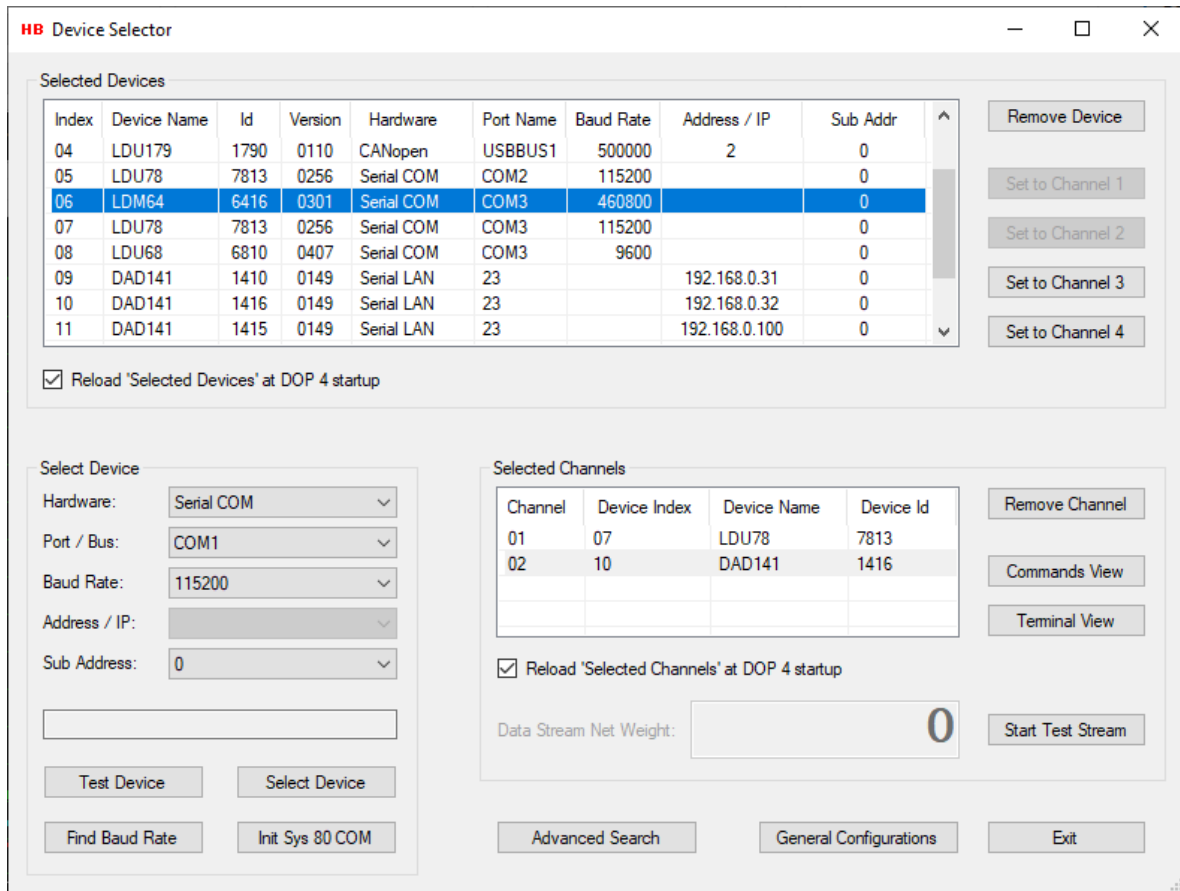 HB Device Selector
Selected Devices
Index Device Name Id Version Hardware Port Name Baud Rate Address / IP Sub Addr
04 LDU179 1790 0110 CANopen USBBUS1 500000 2 0
05 LDU78 7813 0256 Serial COM COM2 115200 0
06 LDM64 6416 0301 Serial COM COM3 460800 0
07 LDU78 7813 0256 Serial COM COM3 115200 0
08 LDU68 6810 0407 Serial COM COM3 9600 0
09 DAD141 1410 0149 Serial LAN 23 192.168.0.31 0
10 DAD141 1416 0149 Serial LAN 23 192.168.0.32 0
11 DAD141 1415 0149 Serial LAN 23 192.168.0.100 0
Remove Device
Set to Channel 1
Set to Channel 2
Set to Channel 3
Set to Channel 4
Reload 'Selected Devices' at DOP 4 startup
Select Device
Hardware: Serial COM
Port / Bus: COM1
Baud Rate: 115200
Address / IP:
Sub Address: 0
Test Device Select Device
Find Baud Rate Init Sys 80 COM
Selected Channels
Channel Device Index Device Name Device Id
01 07 LDU78 7813
02 10 DAD141 1416
Remove Channel
Commands View
Terminal View
Reload 'Selected Channels' at DOP 4 startup
Data Stream Net Weight: 0 Start Test Stream
Advanced Search General Configurations Exit